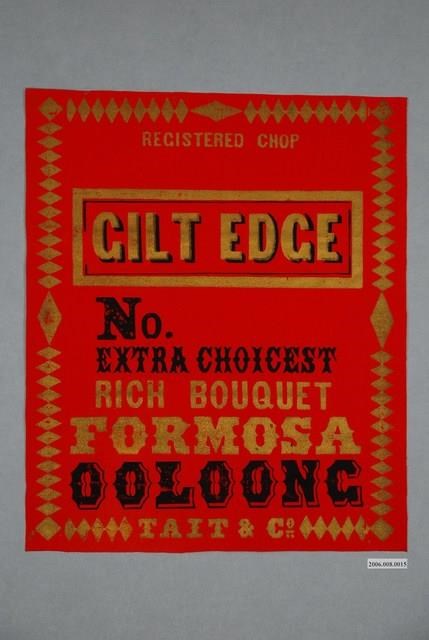 REGISTERED CHOP
GILT EDGE
No.
EXTRA CHOICEST
RICH BOUQUET
FORMOSA
OOLOONG
TAIT & Co
2006.008.0015